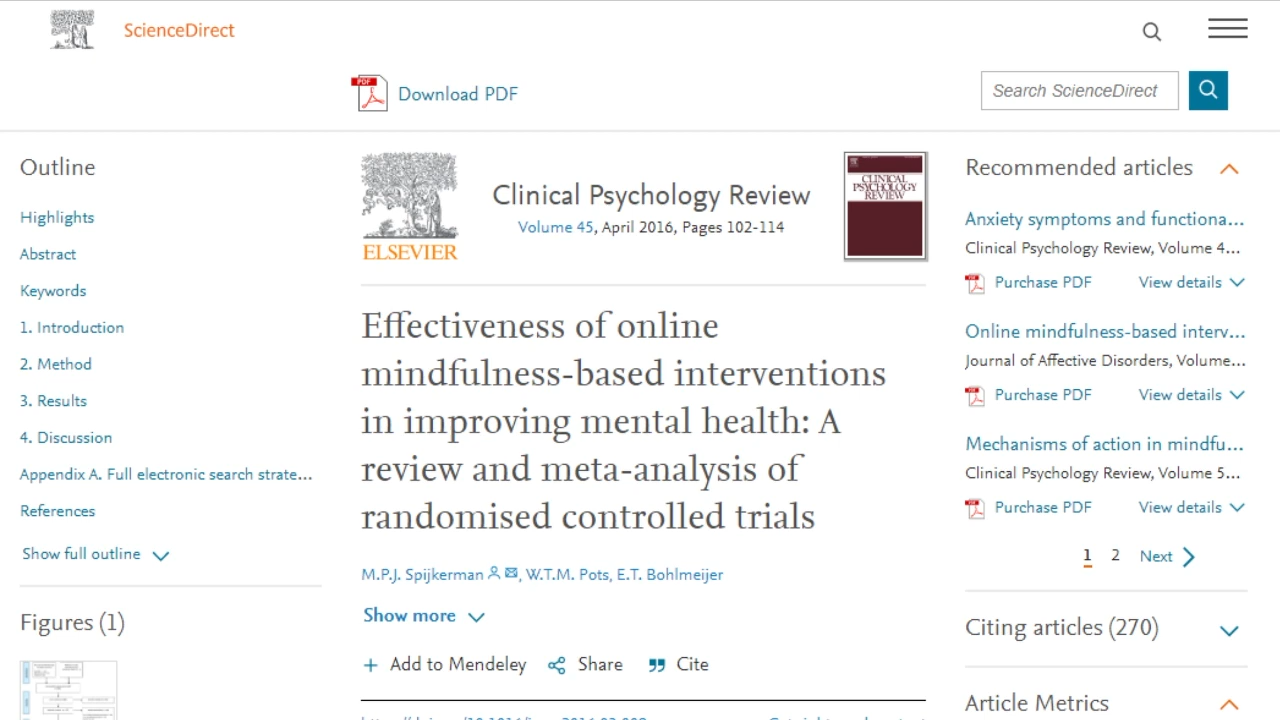 ScienceDirect
Download PDF
Search ScienceDirect
Outline
Highlights
Abstract
Keywords
1. Introduction
2. Method
3. Results
4. Discussion
Appendix A. Full electronic search strate...
References
Show full outline
Figures (1)
ELSEVIER
Clinical Psychology Review
Volume 45, April 2016, Pages 102-114
CLINICAL
PSYCHOLOGY
REVIEW
Effectiveness of online
mindfulness-based interventions
in improving mental health: A
review and meta-analysis of
randomised controlled trials
M.P.J. Spijkerman, W.T.M. Pots, E.T. Bohlmeijer
Show more
Add to Mendeley Share Cite
Recommended articles
Anxiety symptoms and functiona...
Clinical Psychology Review, Volume 4...
Purchase PDF View details
Online mindfulness-based interv...
Journal of Affective Disorders, Volume...
Purchase PDF View details
Mechanisms of action in mindfu...
Clinical Psychology Review, Volume 5...
Purchase PDF View details
1 2 Next
Citing articles (270)
Article Metrics